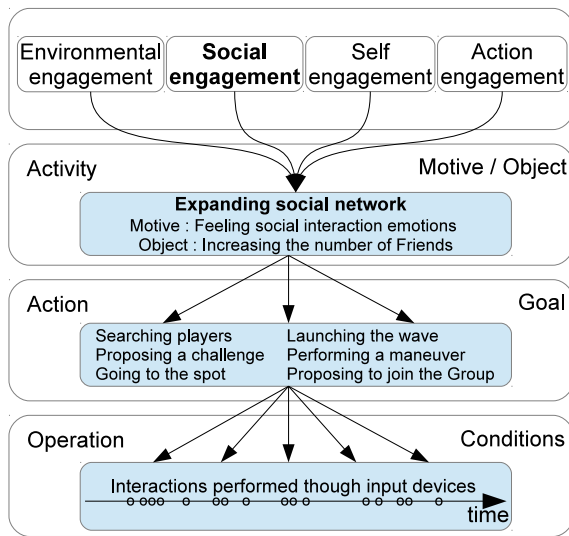 Environmental engagement
Social engagement
Self engagement
Action engagement
Activity
Motive / Object
Expanding social network
Motive : Feeling social interaction emotions
Object : Increasing the number of Friends
Action
Goal
Searching players
Proposing a challenge
Going to the spot
Launching the wave
Performing a maneuver
Proposing to join the Group
Operation
Conditions
Interactions performed though input devices
time